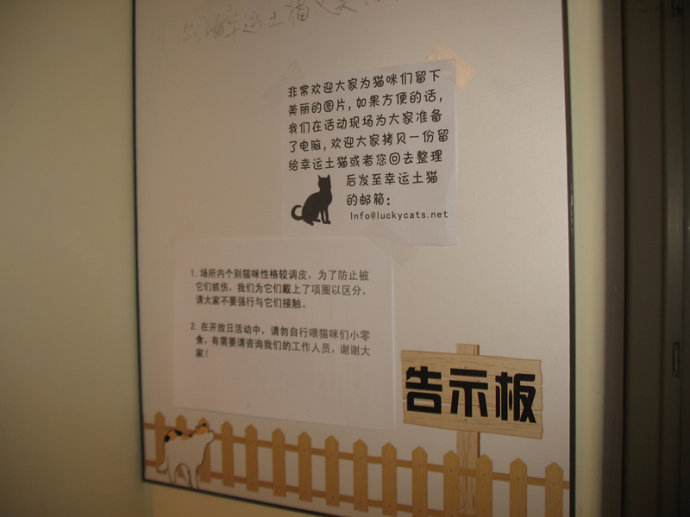 幸运土猫
非常欢迎大家为猫咪们留下
美丽的图片，如果方便的话，
我们在活动现场为大家准备
了电脑，欢迎大家拷贝一份留
给幸运土猫或者您回去整理
后发至幸运土猫
的邮箱：
Info@luckycats.net
1. 场所内个别猫咪性格较调皮，为了防止被
它们抓伤，我们为它们戴上了项圈以区分，
请大家不要强行与它们接触。
2. 在开放日活动中，请勿自行喂猫咪们小零
食，有需要请咨询我们的工作人员，谢谢大
家！
告示板